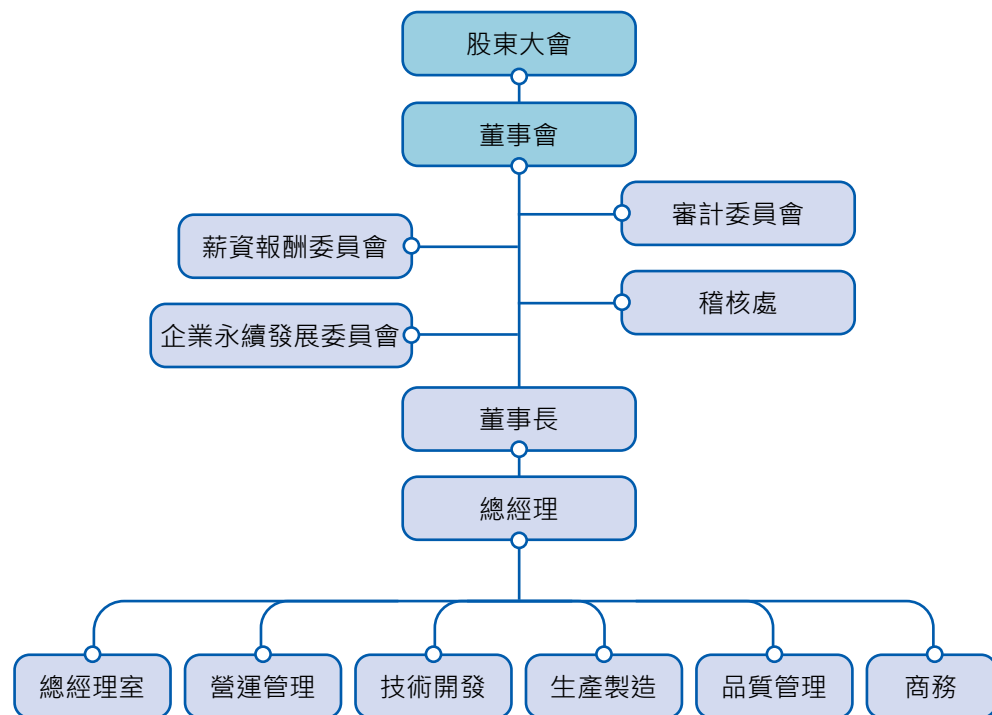 股東大會
董事會
審計委員會
薪資報酬委員會
稽核處
企業永續發展委員會
董事長
總經理
總經理室
營運管理
技術開發
生產製造
品質管理
商務